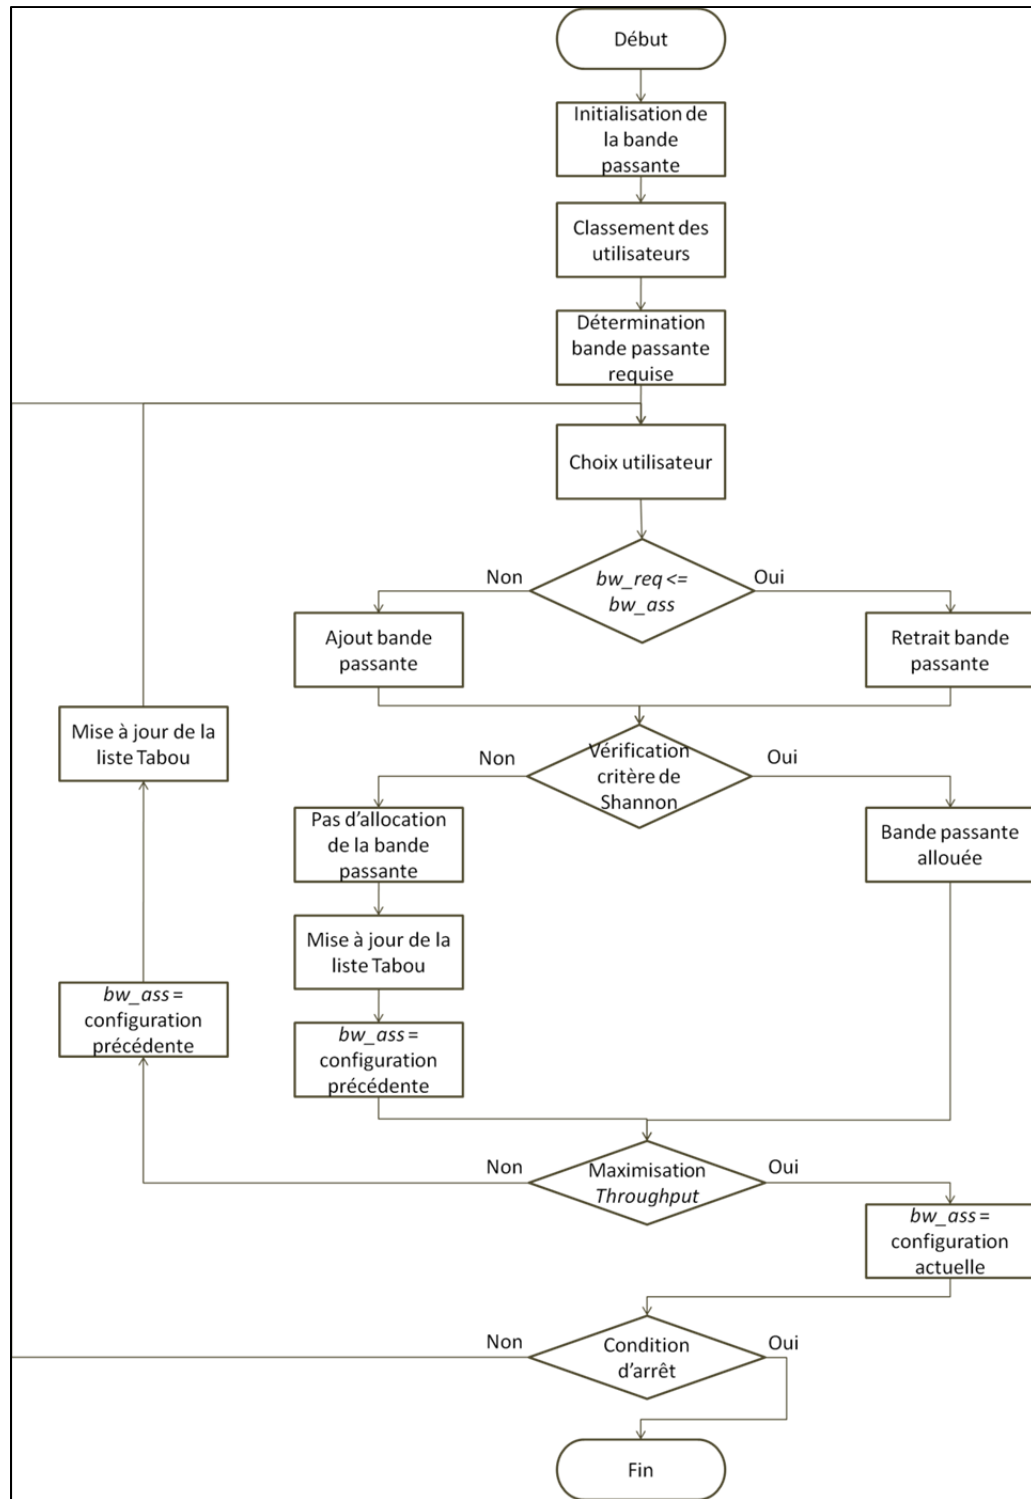 Début
Initialisation de
la bande
passante
Classement des
utilisateurs
Détermination
bande passante
requise
Choix utilisateur
Non
bw_req <=
bw_ass
Oui
Ajout bande
passante
Retrait bande
passante
Mise à jour de la
liste Tabou
Non
Vérification
critère de
Shannon
Oui
Pas d'allocation
de la bande
passante
Bande passante
allouée
Mise à jour de la
liste Tabou
bw_ass =
configuration
précédente
bw_ass =
configuration
précédente
Non
Maximisation
Throughput
Oui
bw_ass =
configuration
actuelle
Non
Condition
d'arrêt
Oui
Fin